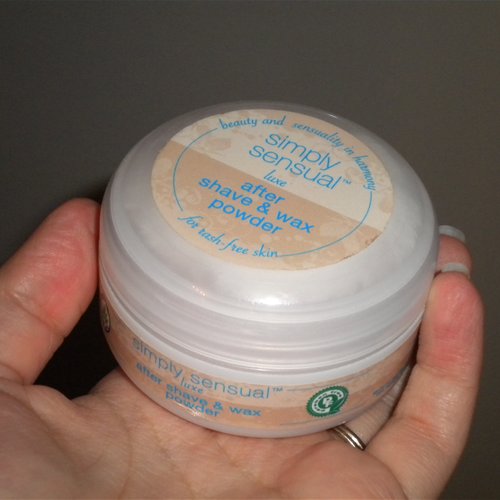 beauty and sensuality in harmony
simply
sensual™
luxe
after
shave & wax
powder
for rash free skin
simply sensual™
luxe
after shave & wax
powder